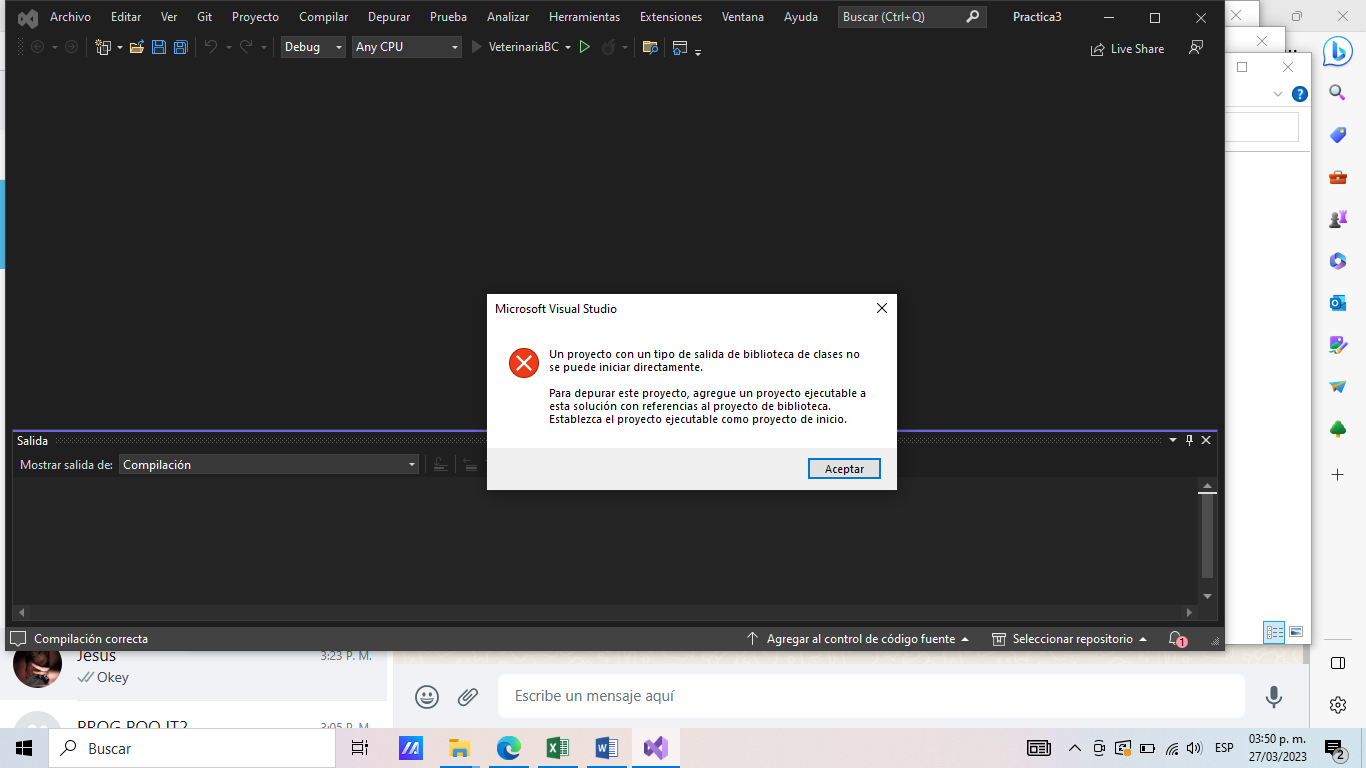 Archivo Editar Ver Git Proyecto Compilar Depurar Prueba Analizar Herramientas Extensiones Ventana Ayuda Buscar (Ctrl+Q) Practica3
Debug Any CPU VeterinariaBC Live Share
Microsoft Visual Studio
Un proyecto con un tipo de salida de biblioteca de clases no
se puede iniciar directamente.
Para depurar este proyecto, agregue un proyecto ejecutable a
esta solución con referencias al proyecto de biblioteca.
Establezca el proyecto ejecutable como proyecto de inicio.
Aceptar
Salida
Mostrar salida de: Compilación
Compilación correcta Agregar al control de código fuente Seleccionar repositorio 1
Jesus 3:23 P. M.
Okey
Escribe un mensaje aquí
PROG POO IT2 3:05 P. M.
Buscar
ESP
03:50 p. m.
27/03/2023
2